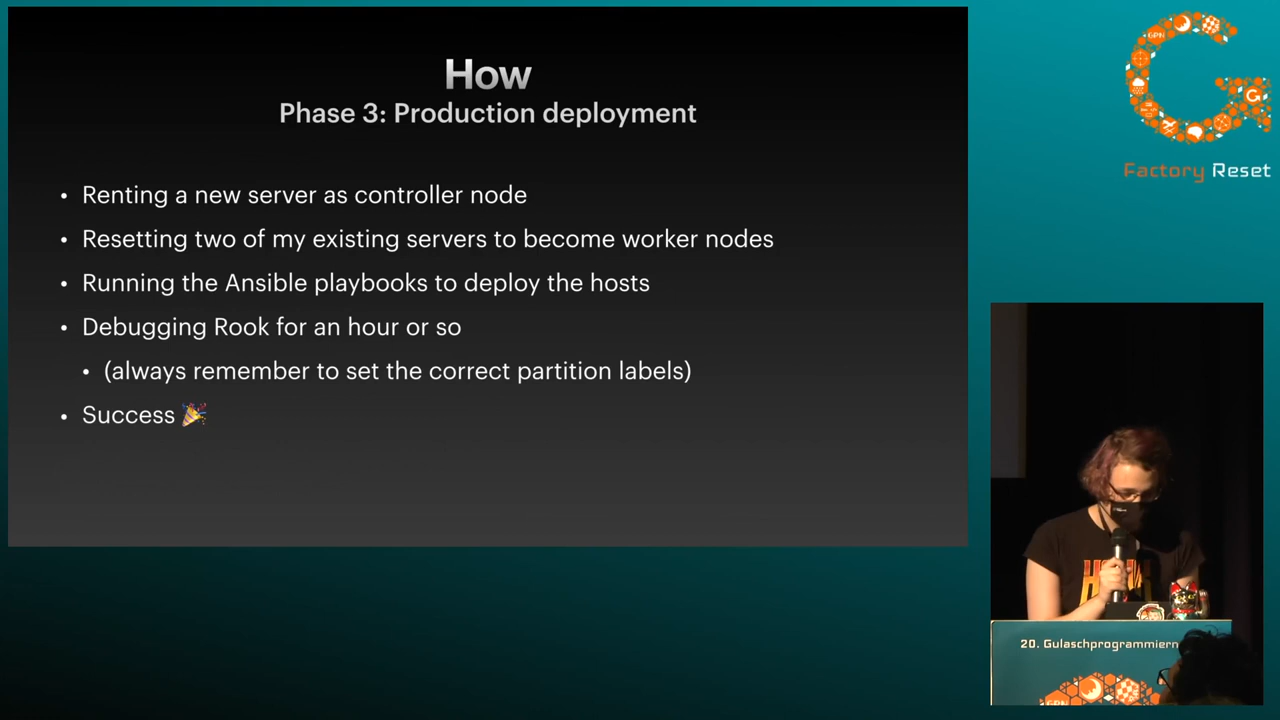 How
Phase 3: Production deployment
• Renting a new server as controller node
• Resetting two of my existing servers to become worker nodes
• Running the Ansible playbooks to deploy the hosts
• Debugging Rook for an hour or so
• (always remember to set the correct partition labels)
• Success 🎉
GPN
Factory Reset
20. Gulaschprogrammiern
GPN